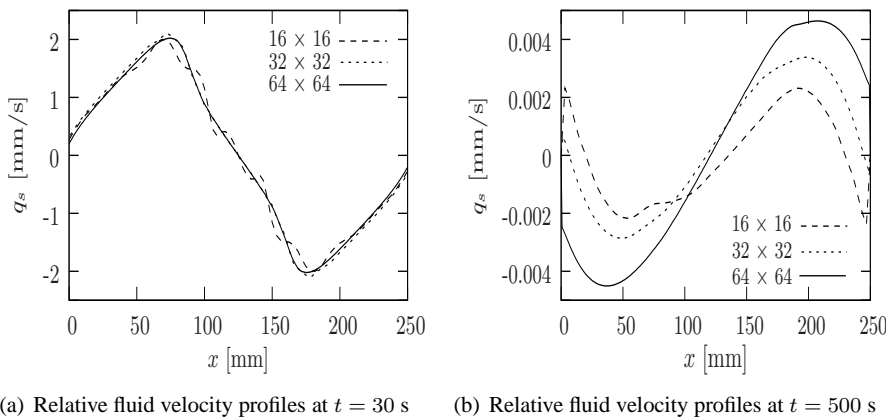 2
1
0
-1
-2
q_s [mm/s]
16 × 16
32 × 32
64 × 64
0 50 100 150 200 250
x [mm]
0.004
0.002
0
-0.002
-0.004
q_s [mm/s]
16 × 16
32 × 32
64 × 64
0 50 100 150 200 250
x [mm]
(a) Relative fluid velocity profiles at t = 30 s
(b) Relative fluid velocity profiles at t = 500 s